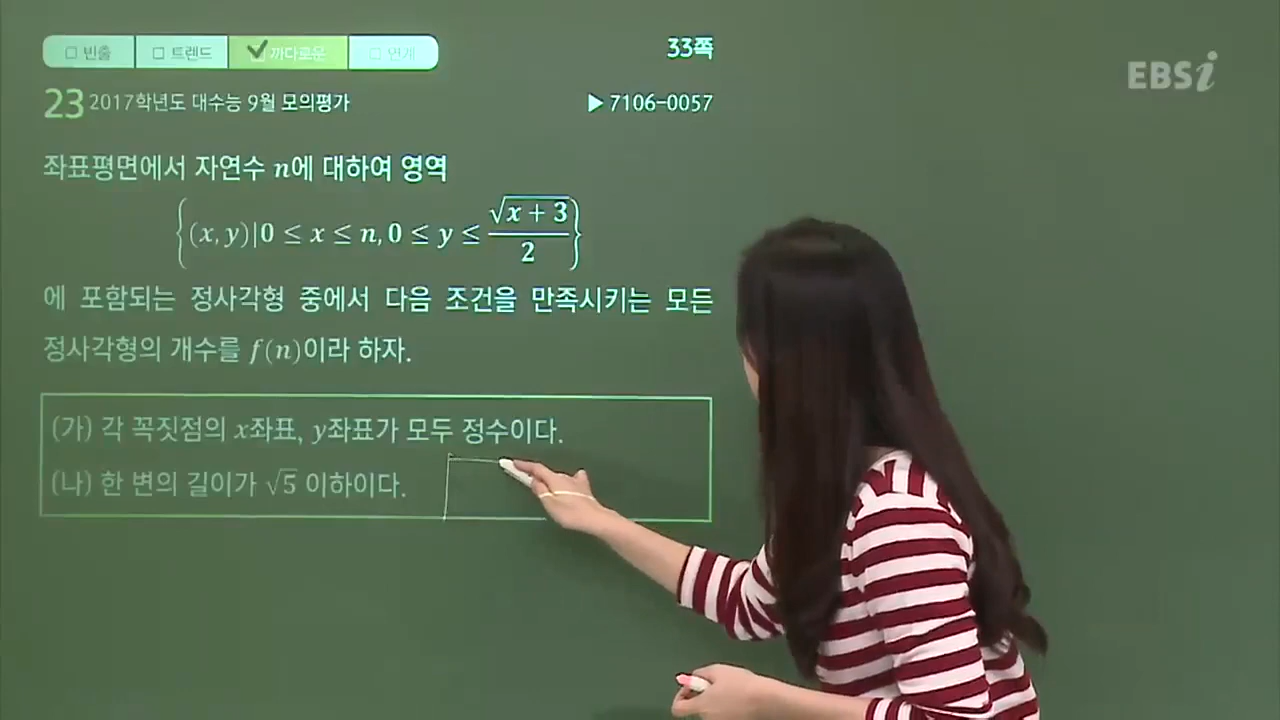 □ 빈출 □ 트렌드 ☑ 까다로운 □ 연계
33쪽
EBSi
23 2017학년도 대수능 9월 모의평가
▶ 7106-0057
좌표평면에서 자연수 n에 대하여 영역
{(x, y)|0 ≤ x ≤ n, 0 ≤ y ≤ √(x + 3)/2}
에 포함되는 정사각형 중에서 다음 조건을 만족시키는 모든
정사각형의 개수를 f(n)이라 하자.
(가) 각 꼭짓점의 x좌표, y좌표가 모두 정수이다.
(나) 한 변의 길이가 √5 이하이다.